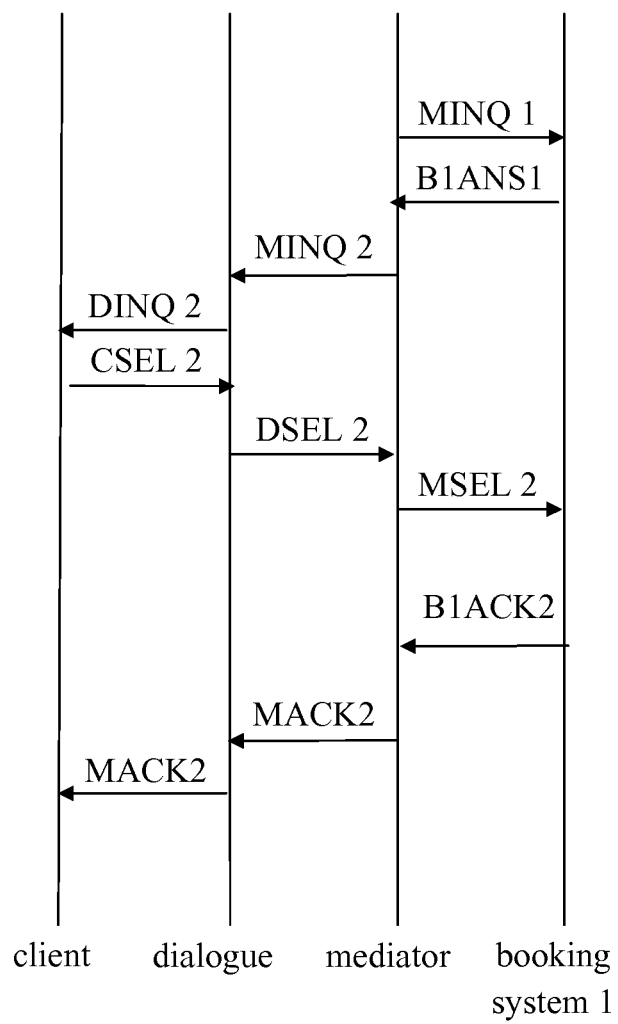 MINQ 1
B1ANS1
MINQ 2
DINQ 2
CSEL 2
DSEL 2
MSEL 2
B1ACK2
MACK2
MACK2
client dialogue mediator booking
system 1